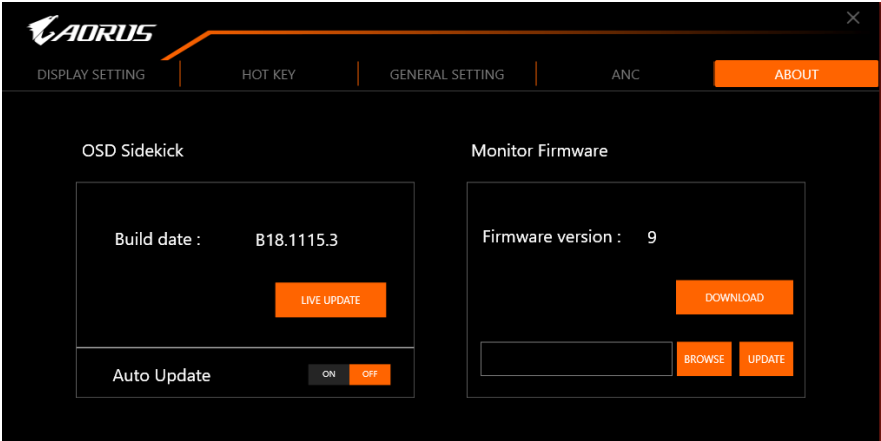 AORUS
DISPLAY SETTING
HOT KEY
GENERAL SETTING
ANC
ABOUT
OSD Sidekick
Build date : B18.1115.3
LIVE UPDATE
Auto Update ON OFF
Monitor Firmware
Firmware version : 9
DOWNLOAD
BROWSE UPDATE